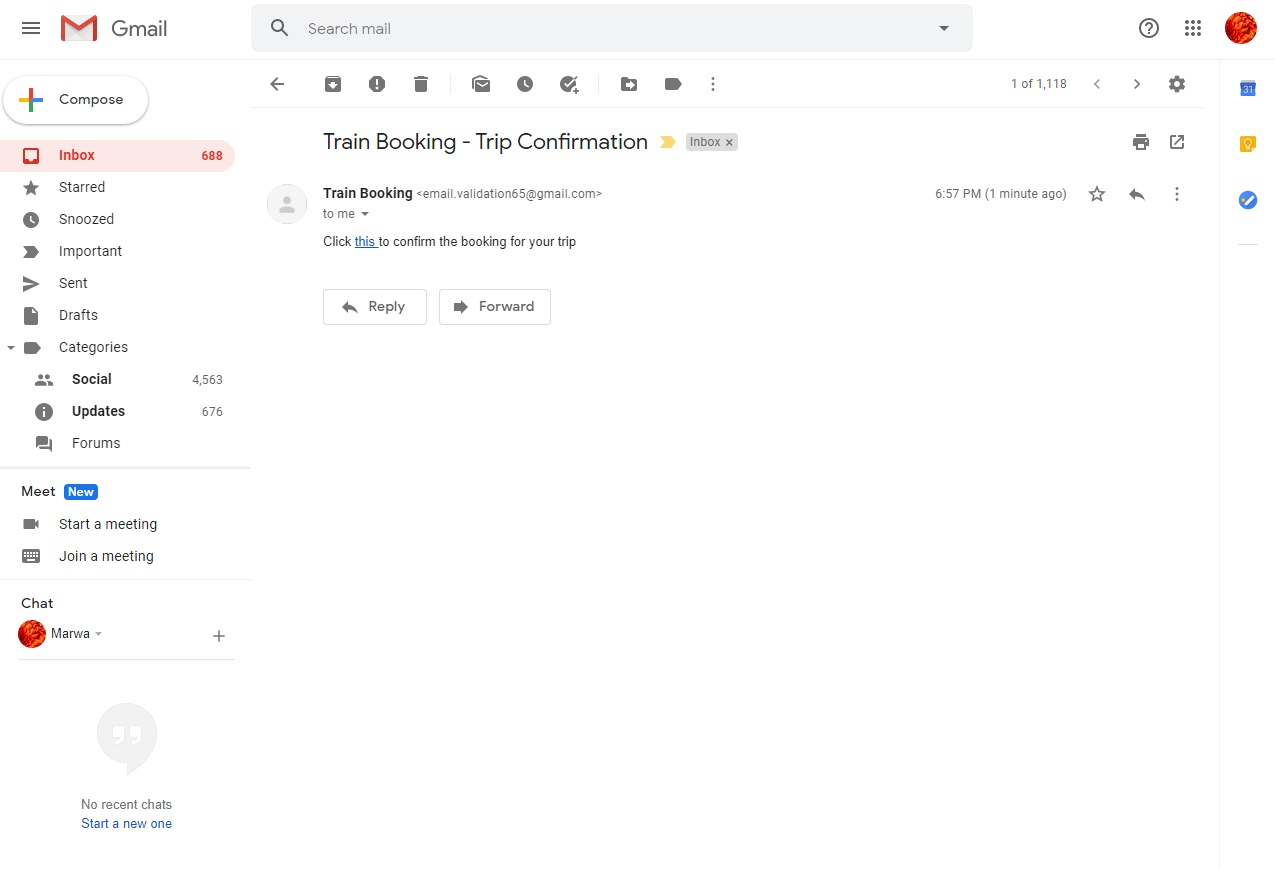 Gmail
Search mail
Compose
1 of 1,118
31
Inbox 688
Starred
Snoozed
Important
Sent
Drafts
Categories
Social 4,563
Updates 676
Forums
Meet New
Start a meeting
Join a meeting
Chat
Marwa
No recent chats
Start a new one
Train Booking - Trip Confirmation Inbox x
Train Booking <email.validation65@gmail.com> 6:57 PM (1 minute ago)
to me
Click this to confirm the booking for your trip
Reply Forward